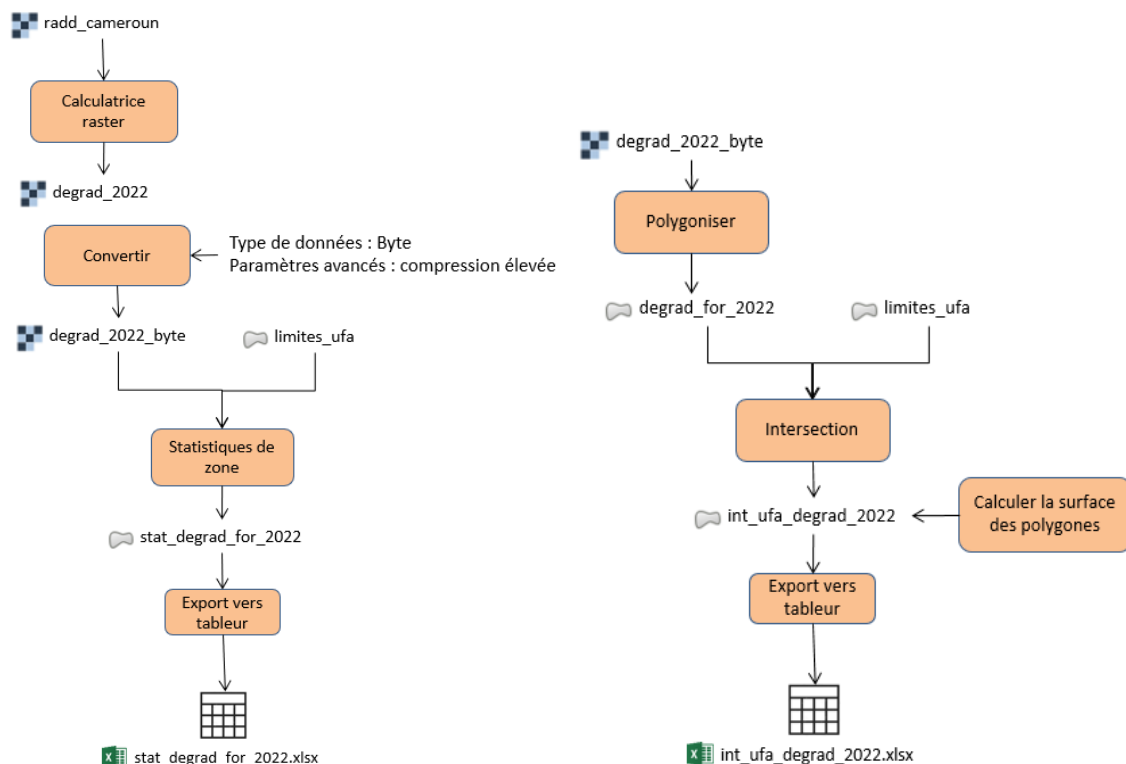 radd_cameroun
Calculatrice
raster
degrad_2022
Convertir
Type de données : Byte
Paramètres avancés : compression élevée
degrad_2022_byte
limites_ufa
Statistiques de
zone
stat_degrad_for_2022
Export vers
tableur
stat_degrad_for_2022.xlsx
degrad_2022_byte
Polygoniser
degrad_for_2022
limites_ufa
Intersection
int_ufa_degrad_2022
Calculer la surface
des polygones
Export vers
tableur
int_ufa_degrad_2022.xlsx